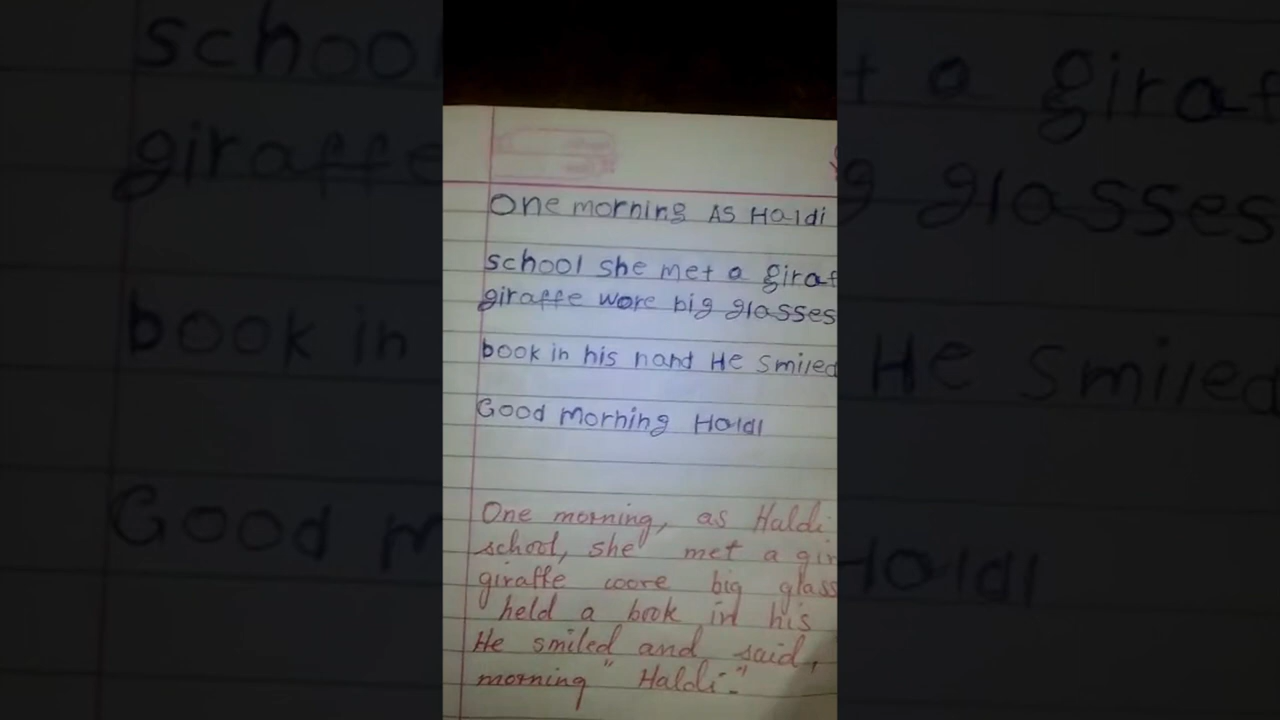 One morning AS Haldi
school she met a giraf
giraffe wore big glasses
book in his hand He smiled
Good morning Haldi
One morning, as Haldi
school, she met a gir
giraffe wore big glass
held a book in his
He smiled and said,
morning " Haldi."